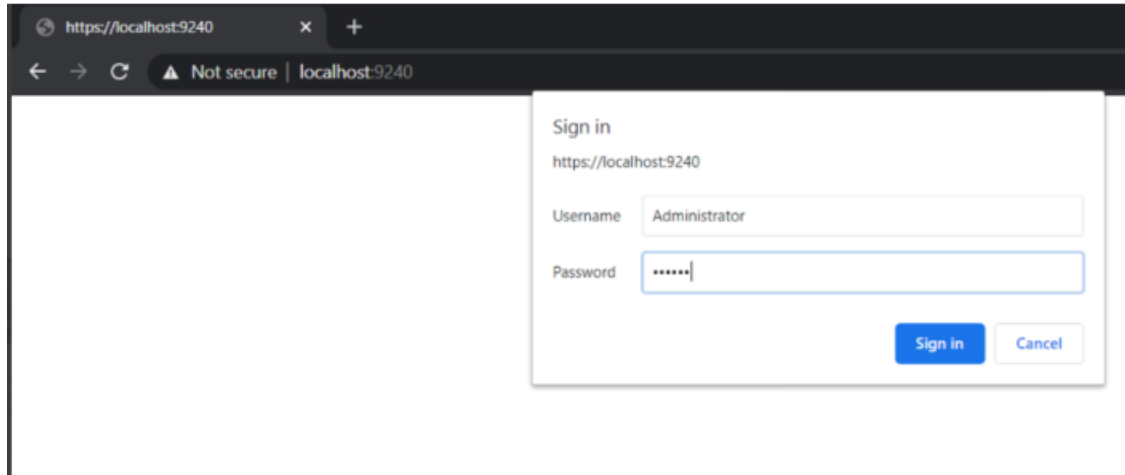 https://localhost:9240
Not secure | localhost:9240
Sign in
https://localhost:9240
Username Administrator
Password ••••••
Sign in Cancel